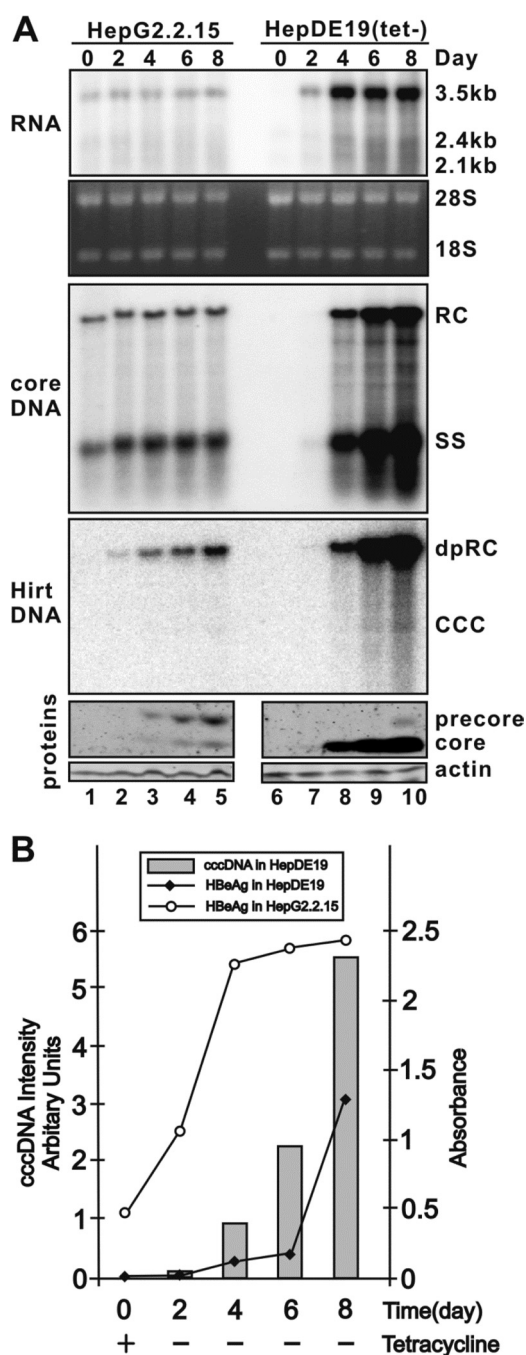 A
HepG2.2.15 HepDE19(tet-)
0 2 4 6 8 0 2 4 6 8 Day
RNA
3.5kb
2.4kb
2.1kb
28S
18S
core
DNA
RC
SS
Hirt
DNA
dpRC
CCC
proteins
precore
core
actin
1 2 3 4 5 6 7 8 9 10
B
cccDNA in HepDE19
HBeAg in HepDE19
HBeAg in HepG2.2.15
cccDNA Intensity
Arbitary Units
6
5
4
3
2
1
0
2.5
2
1.5
1
0.5
0
Absorbance
0 2 4 6 8 Time(day)
+ − − − − Tetracycline